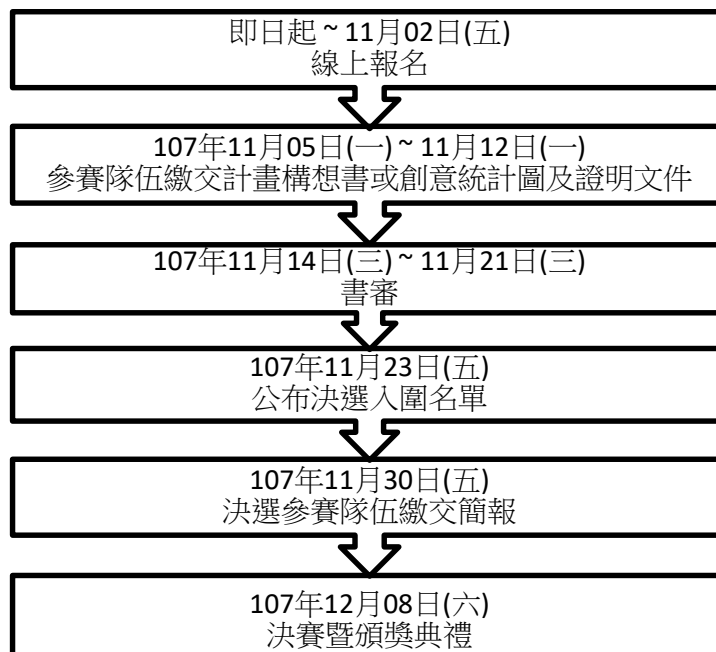 即日起 ~ 11月02日(五)
線上報名
107年11月05日(一) ~ 11月12日(一)
參賽隊伍繳交計畫構想書或創意統計圖及證明文件
107年11月14日(三) ~ 11月21日(三)
書審
107年11月23日(五)
公布決選入圍名單
107年11月30日(五)
決選參賽隊伍繳交簡報
107年12月08日(六)
決賽暨頒獎典禮